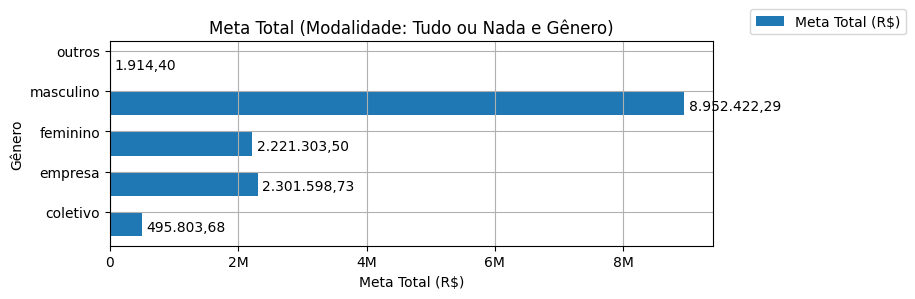 Meta Total (Modalidade: Tudo ou Nada e Gênero)
Meta Total (R$)
outros
1.914,40
masculino
8.952.422,29
feminino
2.221.303,50
empresa
2.301.598,73
coletivo
495.803,68
Gênero
0 2M 4M 6M 8M
Meta Total (R$)